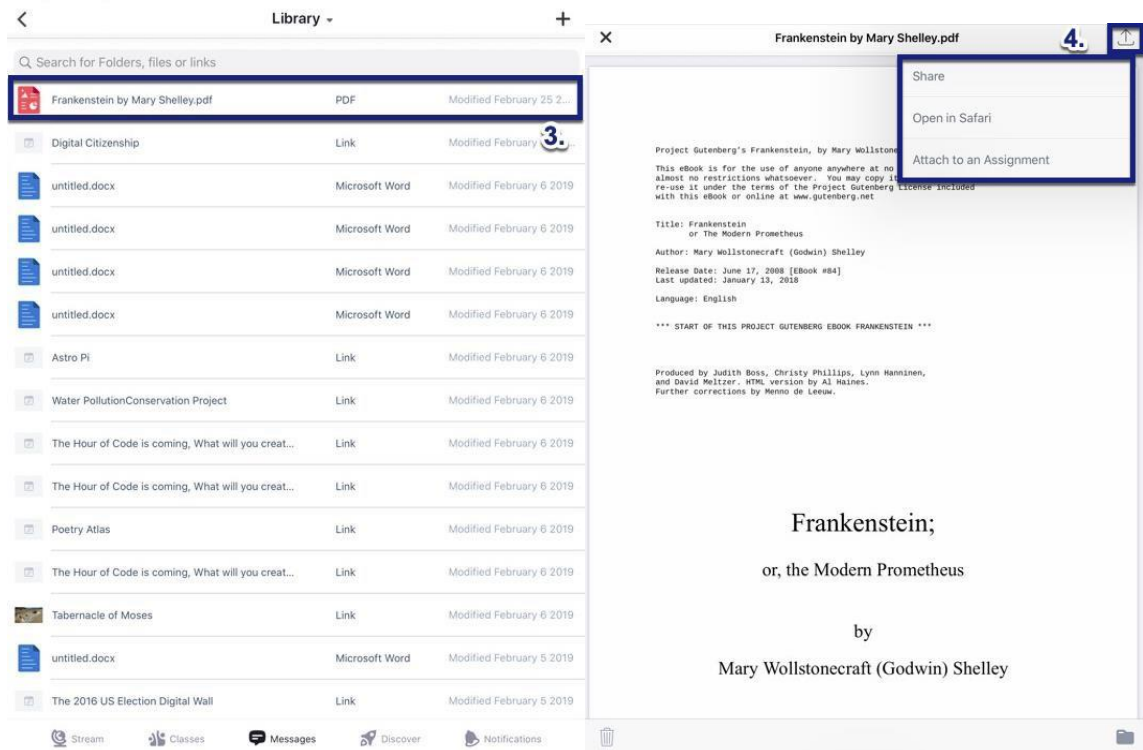 Library
Search for Folders, files or links
Frankenstein by Mary Shelley.pdf PDF Modified February 25 2...
Digital Citizenship Link Modified February
3.
untitled.docx Microsoft Word Modified February 6 2019
untitled.docx Microsoft Word Modified February 6 2019
untitled.docx Microsoft Word Modified February 6 2019
untitled.docx Microsoft Word Modified February 6 2019
Astro Pi Link Modified February 6 2019
Water PollutionConservation Project Link Modified February 6 2019
The Hour of Code is coming, What will you creat... Link Modified February 6 2019
The Hour of Code is coming, What will you creat... Link Modified February 6 2019
Poetry Atlas Link Modified February 6 2019
The Hour of Code is coming, What will you creat... Link Modified February 6 2019
Tabernacle of Moses Link Modified February 6 2019
untitled.docx Microsoft Word Modified February 5 2019
The 2016 US Election Digital Wall Link Modified February 5 2019
Stream Classes Messages Discover Notifications
Frankenstein by Mary Shelley.pdf
4.
Share
Open in Safari
Attach to an Assignment
Project Gutenberg's Frankenstein, by Mary
This eBook is for the use of anyone anywhere at no
almost no restrictions whatsoever. You may copy
re-use it under the terms of the Project Gutenberg License included
with this eBook or online at www.gutenberg.net
Title: Frankenstein
or The Modern Prometheus
Author: Mary Wollstonecraft (Godwin) Shelley
Release Date: June 17, 2008 [EBook #84]
Last updated: January 13, 2018
Language: English
*** START OF THIS PROJECT GUTENBERG EBOOK FRANKENSTEIN ***
Produced by Judith Boss, Christy Phillips, Lynn Hanninen,
and David Meltzer. HTML version by Al Haines.
Further corrections by Menno de Leeuw.
Frankenstein;
or, the Modern Prometheus
by
Mary Wollstonecraft (Godwin) Shelley